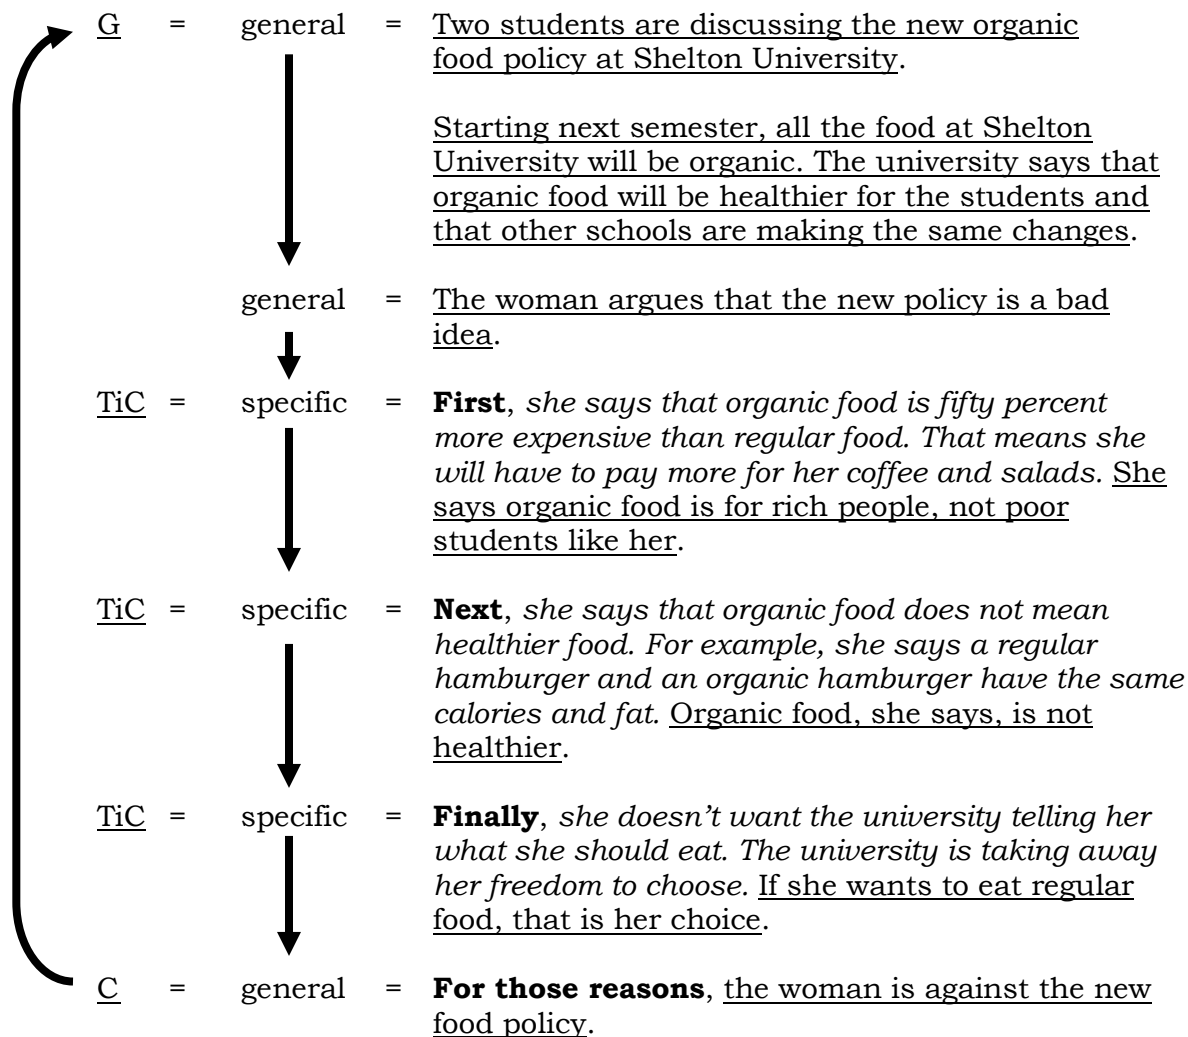 G = general = Two students are discussing the new organic
food policy at Shelton University.
Starting next semester, all the food at Shelton
University will be organic. The university says that
organic food will be healthier for the students and
that other schools are making the same changes.
general = The woman argues that the new policy is a bad
idea.
TiC = specific = First, she says that organic food is fifty percent
more expensive than regular food. That means she
will have to pay more for her coffee and salads. She
says organic food is for rich people, not poor
students like her.
TiC = specific = Next, she says that organic food does not mean
healthier food. For example, she says a regular
hamburger and an organic hamburger have the same
calories and fat. Organic food, she says, is not
healthier.
TiC = specific = Finally, she doesn’t want the university telling her
what she should eat. The university is taking away
her freedom to choose. If she wants to eat regular
food, that is her choice.
C = general = For those reasons, the woman is against the new
food policy.